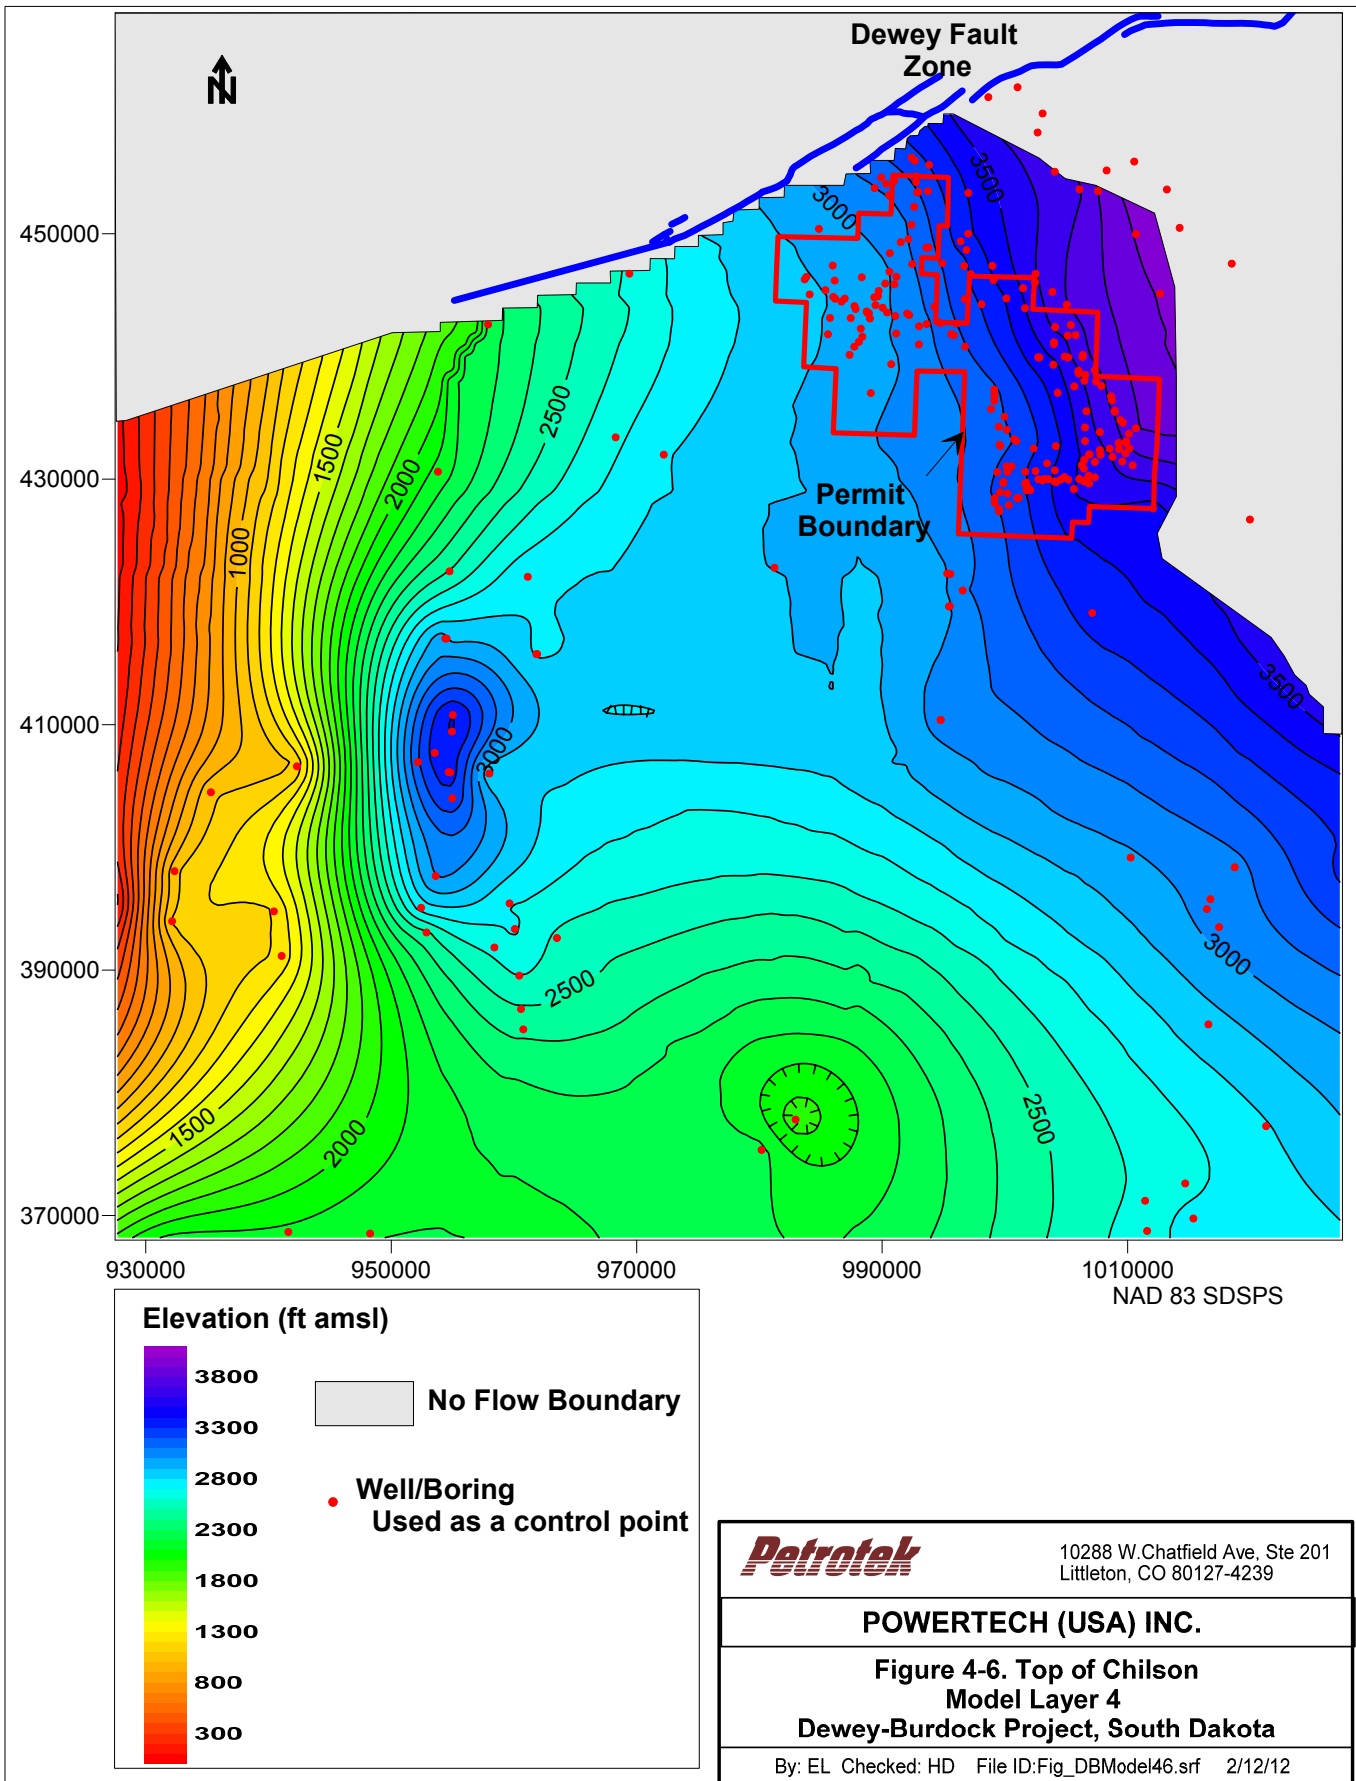 Dewey Fault
Zone
N
3500
3000
450000
2500
1500
2000
430000
Permit
Boundary
1000
3500
410000
3000
3000
390000
2500
2500
1500
2000
370000
930000
950000
970000
990000
1010000
NAD 83 SDSPS
Elevation (ft amsl)
3800
3300
2800
2300
1800
1300
800
300
No Flow Boundary
Well/Boring
Used as a control point
Petrotek
10288 W.Chatfield Ave, Ste 201
Littleton, CO 80127-4239
POWERTECH (USA) INC.
Figure 4-6. Top of Chilson
Model Layer 4
Dewey-Burdock Project, South Dakota
By: EL Checked: HD File ID:Fig_DBModel46.srf 2/12/12